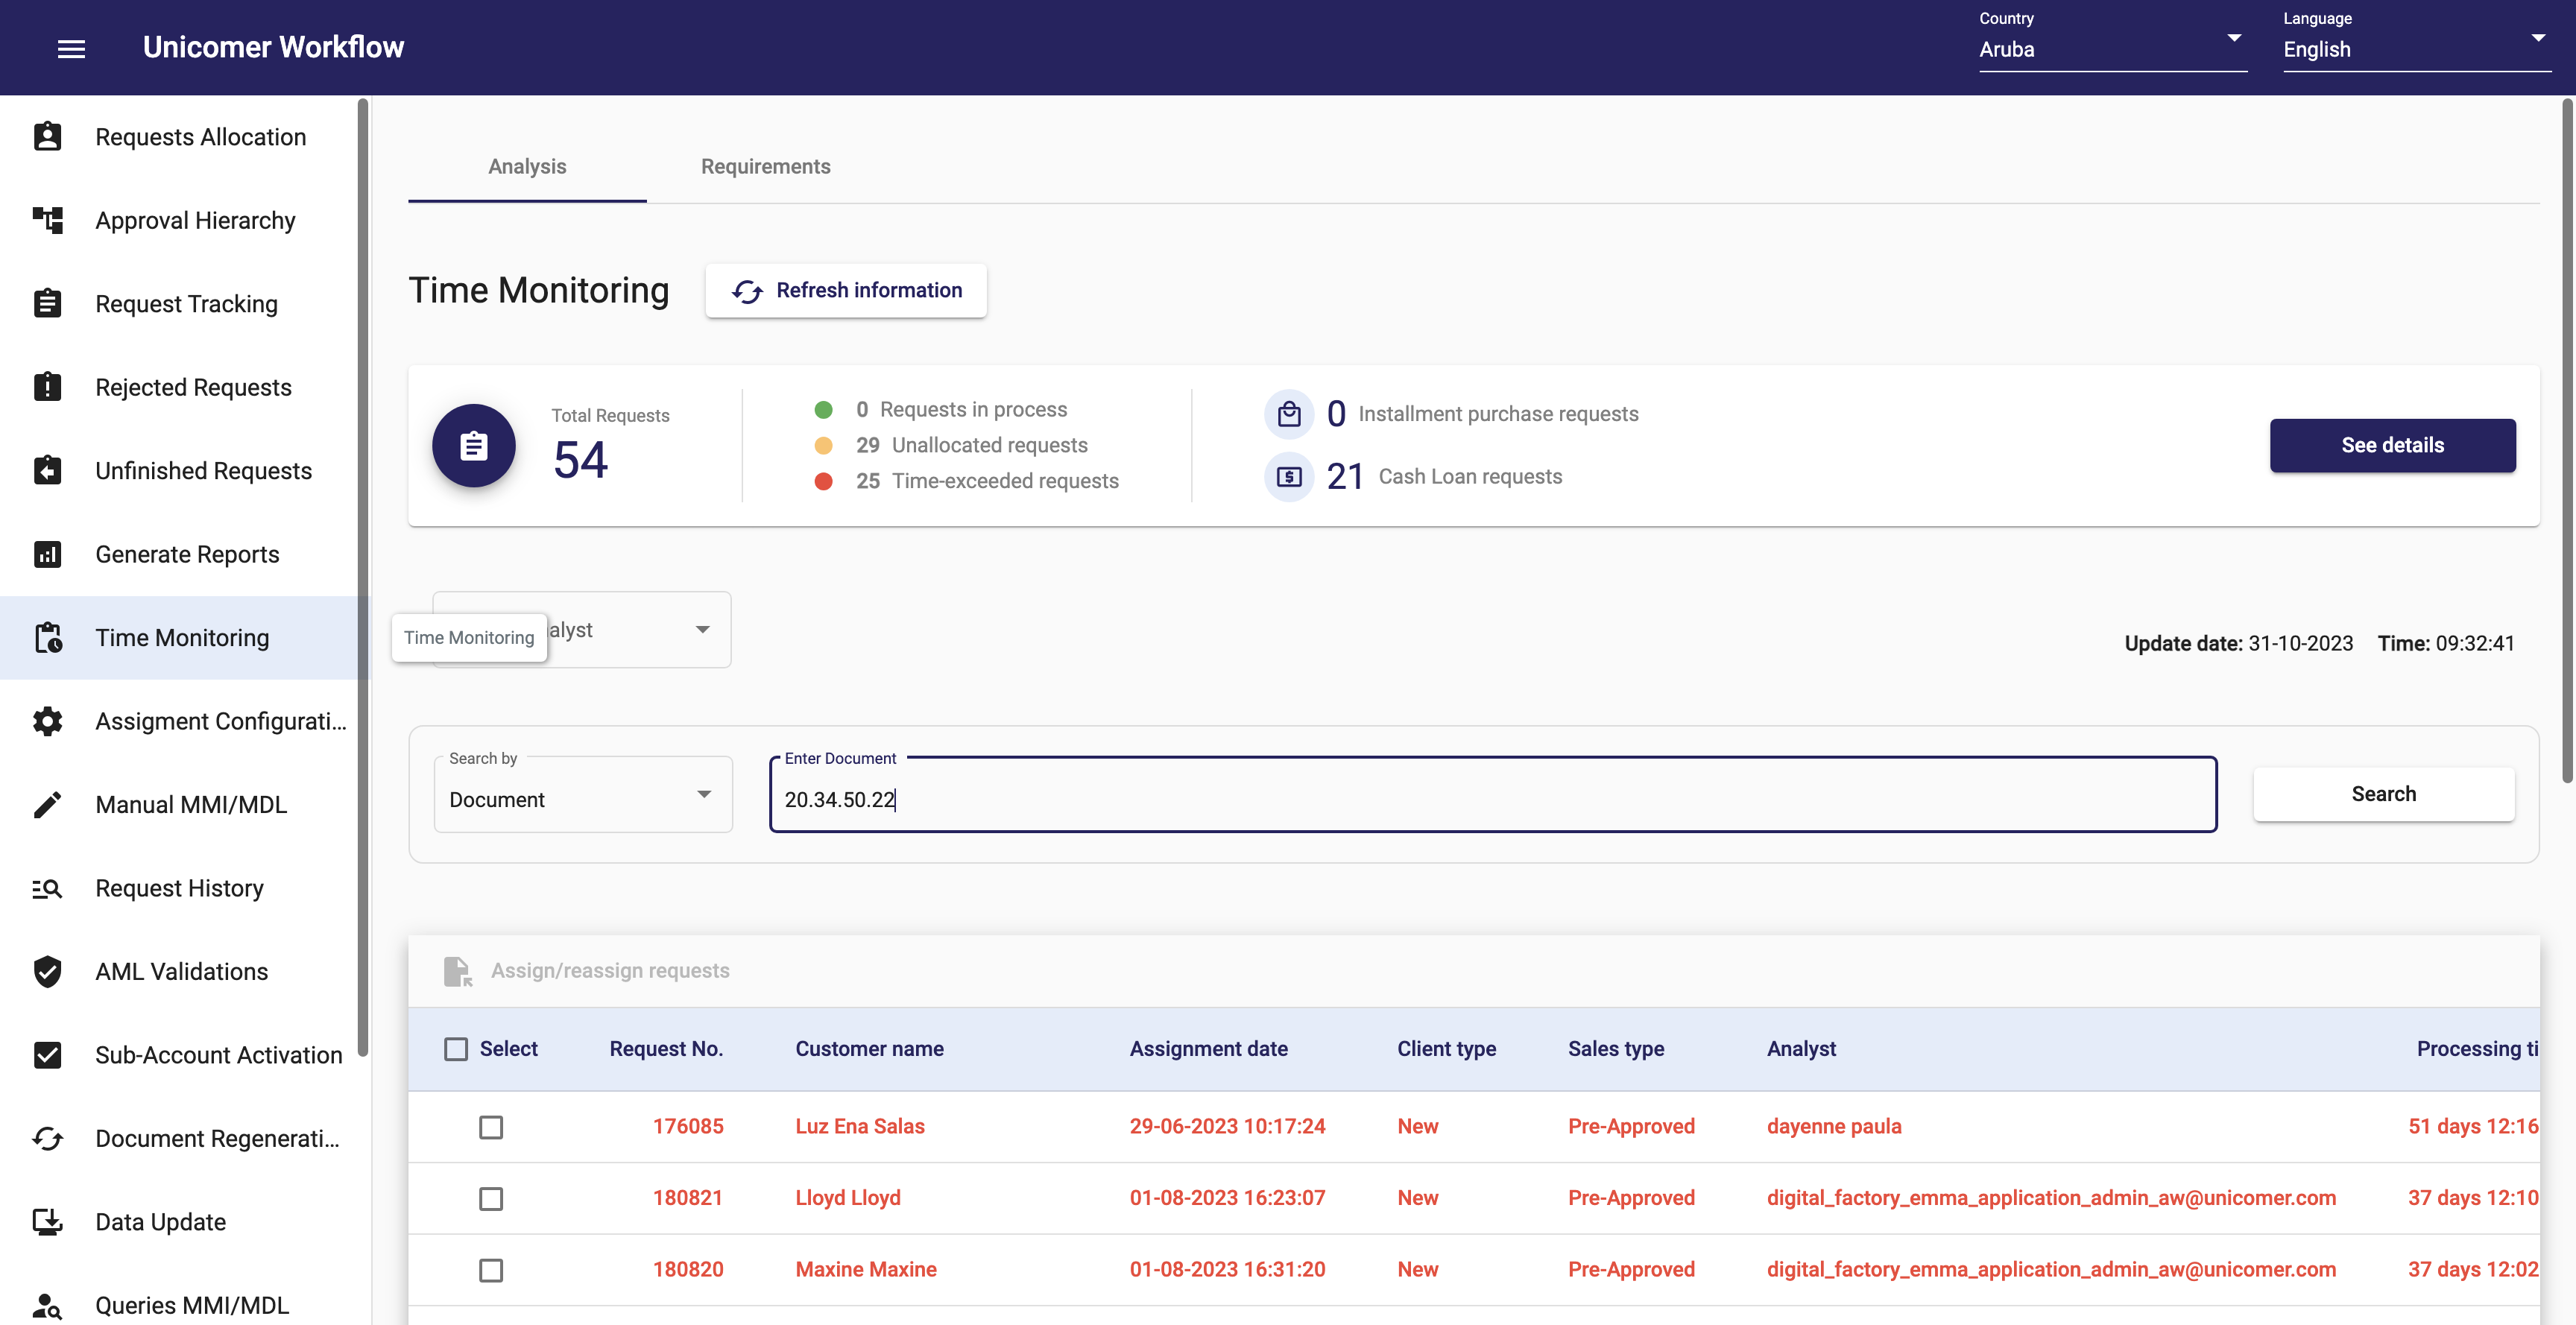 Unicomer Workflow
Country
Aruba
Language
English
Requests Allocation
Approval Hierarchy
Request Tracking
Rejected Requests
Unfinished Requests
Generate Reports
Time Monitoring
Assigment Configurati...
Manual MMI/MDL
Request History
AML Validations
Sub-Account Activation
Document Regenerati...
Data Update
Queries MMI/MDL
Analysis
Requirements
Time Monitoring
Refresh information
Total Requests
54
0 Requests in process
29 Unallocated requests
25 Time-exceeded requests
0 Installment purchase requests
21 Cash Loan requests
See details
Time Monitoring
alyst
Update date: 31-10-2023 Time: 09:32:41
Search by
Document
Enter Document
20.34.50.22
Search
Assign/reassign requests
Select Request No. Customer name Assignment date Client type Sales type Analyst Processing ti
176085 Luz Ena Salas 29-06-2023 10:17:24 New Pre-Approved dayenne paula 51 days 12:16
180821 Lloyd Lloyd 01-08-2023 16:23:07 New Pre-Approved digital_factory_emma_application_admin_aw@unicomer.com 37 days 12:10
180820 Maxine Maxine 01-08-2023 16:31:20 New Pre-Approved digital_factory_emma_application_admin_aw@unicomer.com 37 days 12:02